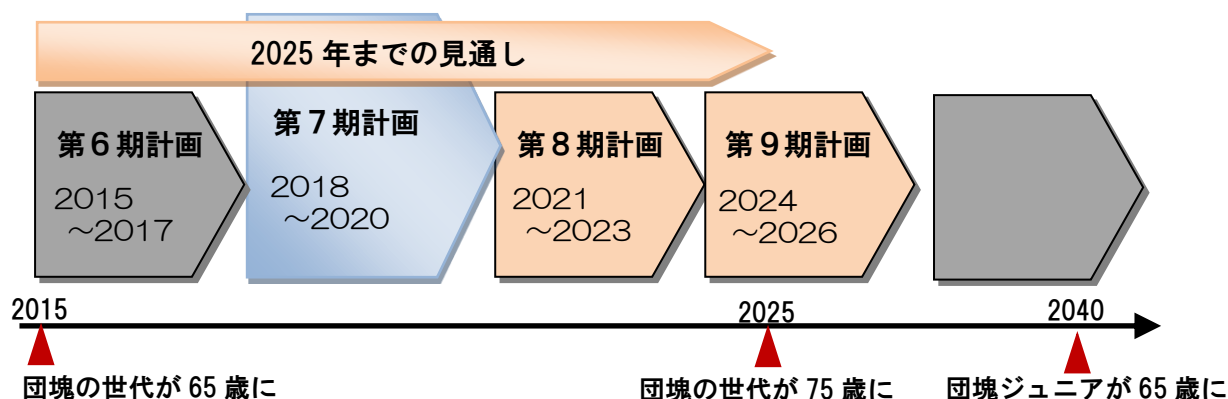 2025 年までの見通し
第６期計画
2015
～2017
第７期計画
2018
～2020
第８期計画
2021
～2023
第９期計画
2024
～2026
2015
2025
2040
団塊の世代が 65 歳に
団塊の世代が 75 歳に
団塊ジュニアが 65 歳に